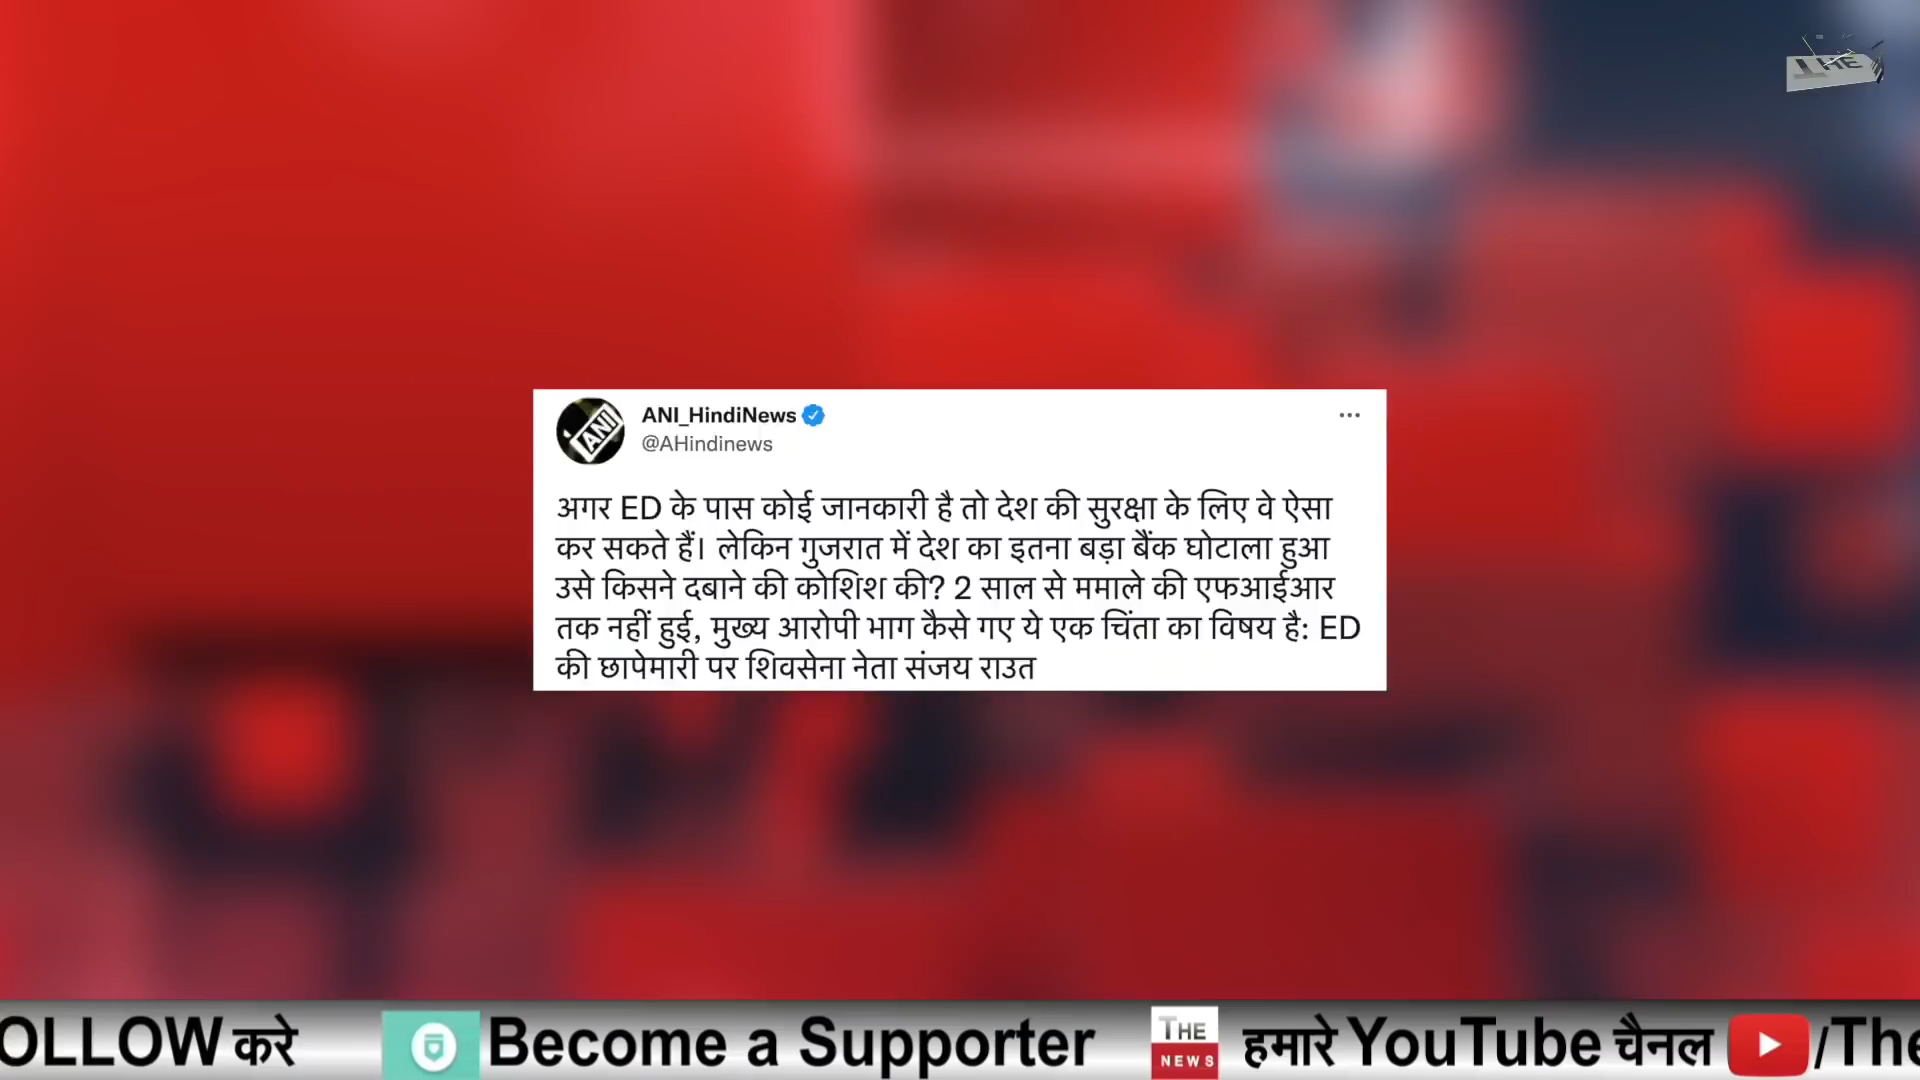 THE
ANI
ANI_HindiNews
@AHindinews
अगर ED के पास कोई जानकारी है तो देश की सुरक्षा के लिए वे ऐसा
कर सकते हैं। लेकिन गुजरात में देश का इतना बड़ा बैंक घोटाला हुआ
उसे किसने दबाने की कोशिश की? 2 साल से ममाले की एफआईआर
तक नहीं हुई, मुख्य आरोपी भाग कैसे गए ये एक चिंता का विषय है: ED
की छापेमारी पर शिवसेना नेता संजय राउत
OLLOW करे Become a Supporter THE NEWS हमारे YouTube चैनल /The